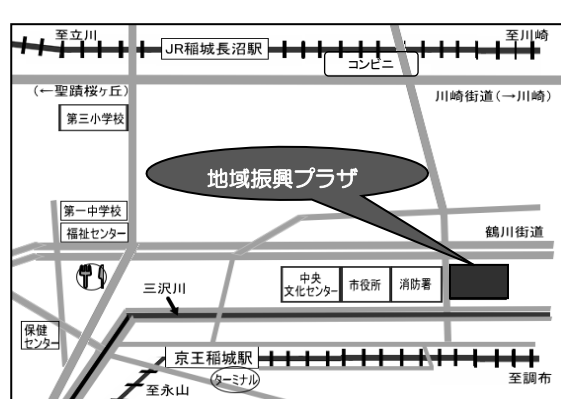 至立川
JR稲城長沼駅
至川崎
コンビニ
(←聖蹟桜ヶ丘)
川崎街道(→川崎)
第三小学校
地域振興プラザ
第一中学校
福祉センター
鶴川街道
三沢川
中央
文化センター
市役所
消防署
保健
センター
京王稲城駅
ターミナル
至永山
至調布